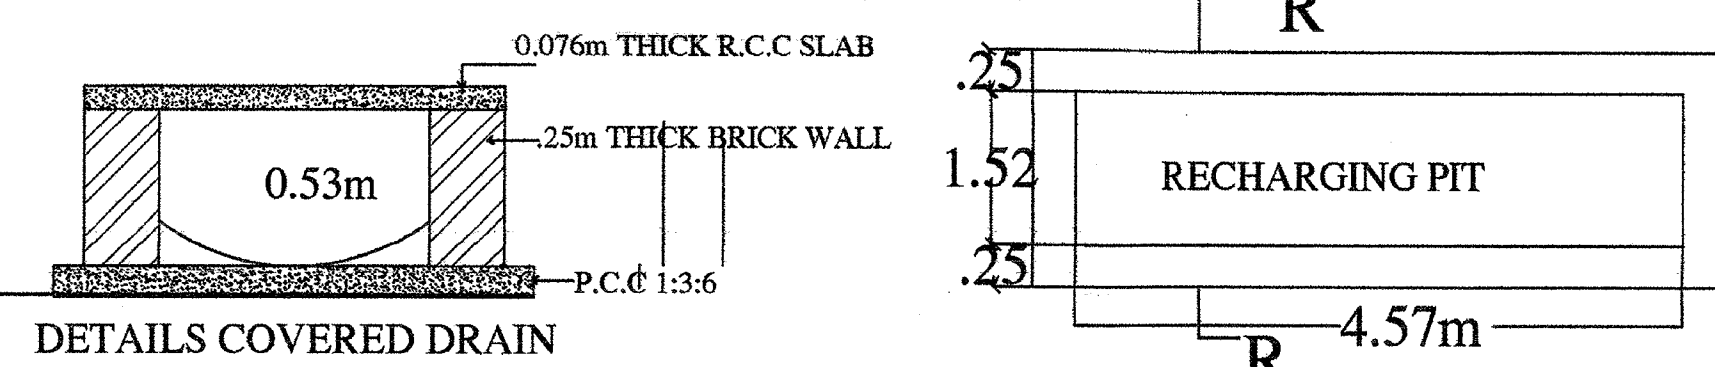 0.076m THICK R.C.C SLAB
.25m THICK BRICK WALL
0.53m
P.C.C 1:3:6
DETAILS COVERED DRAIN
R
.25
1.52
RECHARGING PIT
.25
4.57m
R